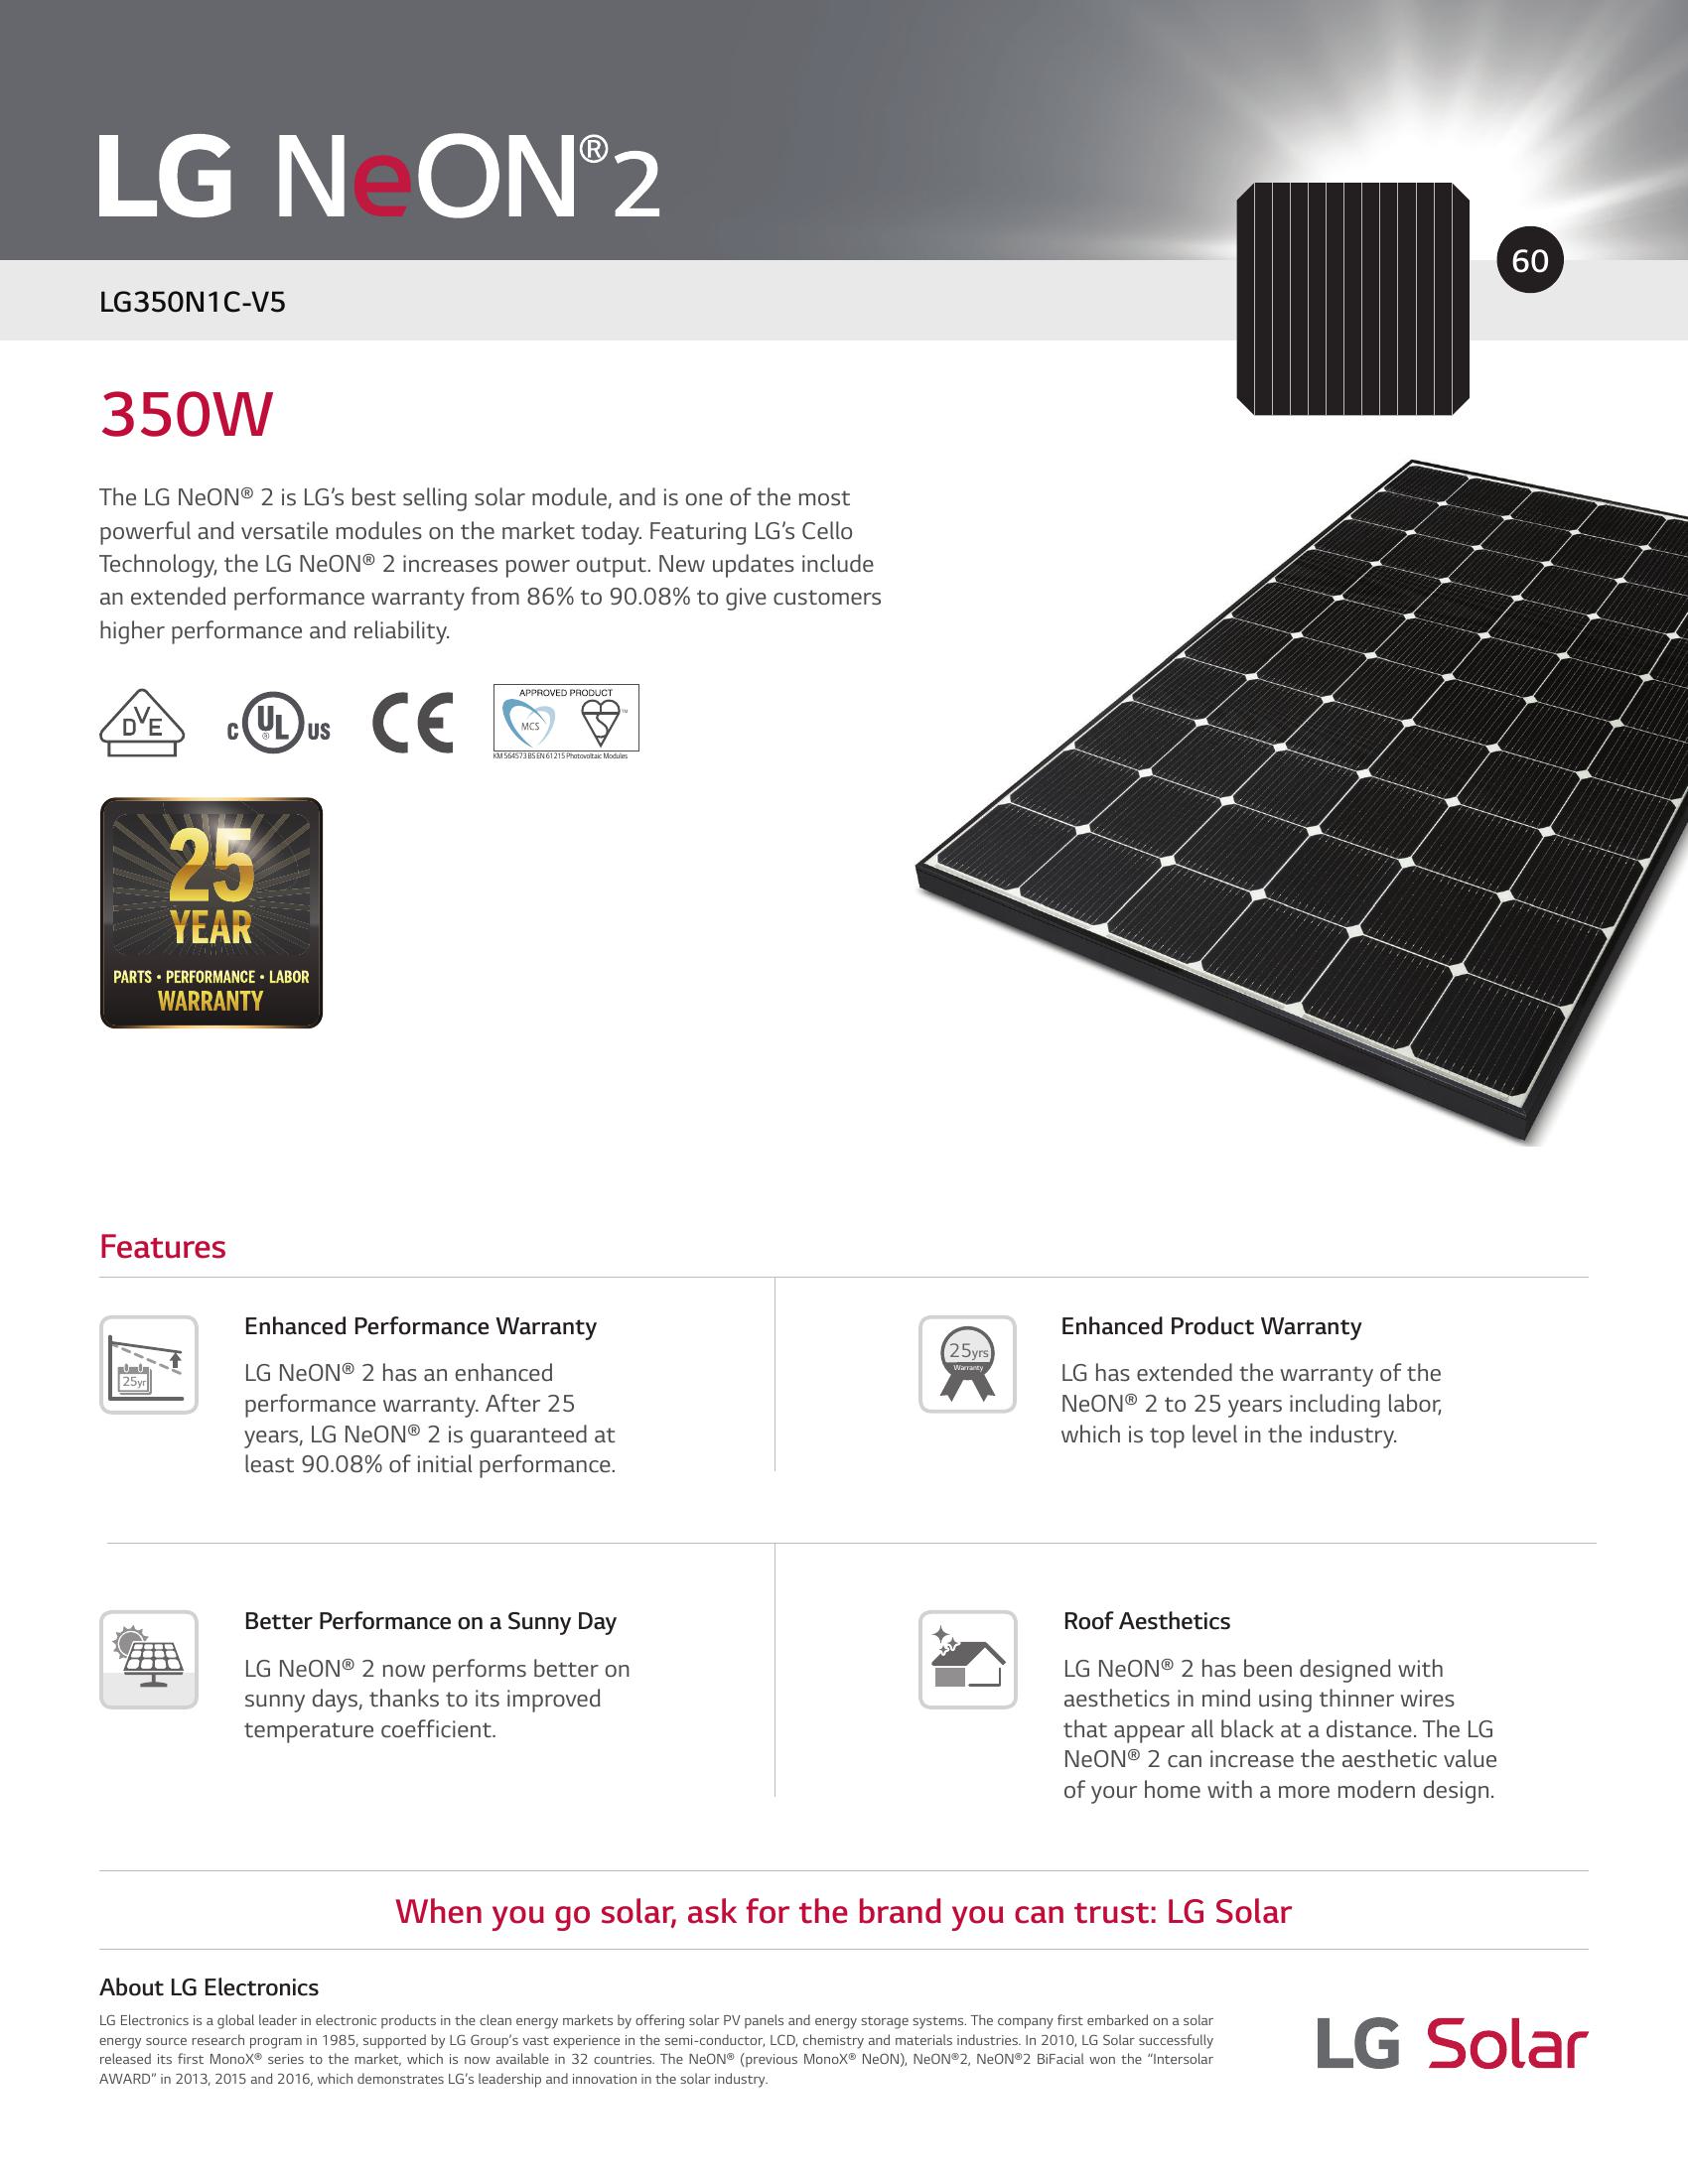 LG NeON®2
60
LG350N1C-V5
350W
The LG NeON® 2 is LG’s best selling solar module, and is one of the most
powerful and versatile modules on the market today. Featuring LG’s Cello
Technology, the LG NeON® 2 increases power output. New updates include
an extended performance warranty from 86% to 90.08% to give customers
higher performance and reliability.
DVE
c UL® US
CE
APPROVED PRODUCT
MCS
™
KM 564573 BS EN 61215 Photovoltaic Modules
25
YEAR
PARTS • PERFORMANCE • LABOR
WARRANTY
Features
25yr
Enhanced Performance Warranty
LG NeON® 2 has an enhanced
performance warranty. After 25
years, LG NeON® 2 is guaranteed at
least 90.08% of initial performance.
25yrs
Warranty
Enhanced Product Warranty
LG has extended the warranty of the
NeON® 2 to 25 years including labor,
which is top level in the industry.
Better Performance on a Sunny Day
LG NeON® 2 now performs better on
sunny days, thanks to its improved
temperature coefficient.
Roof Aesthetics
LG NeON® 2 has been designed with
aesthetics in mind using thinner wires
that appear all black at a distance. The LG
NeON® 2 can increase the aesthetic value
of your home with a more modern design.
When you go solar, ask for the brand you can trust: LG Solar
About LG Electronics
LG Electronics is a global leader in electronic products in the clean energy markets by offering solar PV panels and energy storage systems. The company first embarked on a solar
energy source research program in 1985, supported by LG Group’s vast experience in the semi-conductor, LCD, chemistry and materials industries. In 2010, LG Solar successfully
released its first MonoX® series to the market, which is now available in 32 countries. The NeON® (previous MonoX® NeON), NeON®2, NeON®2 BiFacial won the “Intersolar
AWARD” in 2013, 2015 and 2016, which demonstrates LG’s leadership and innovation in the solar industry.
LG Solar